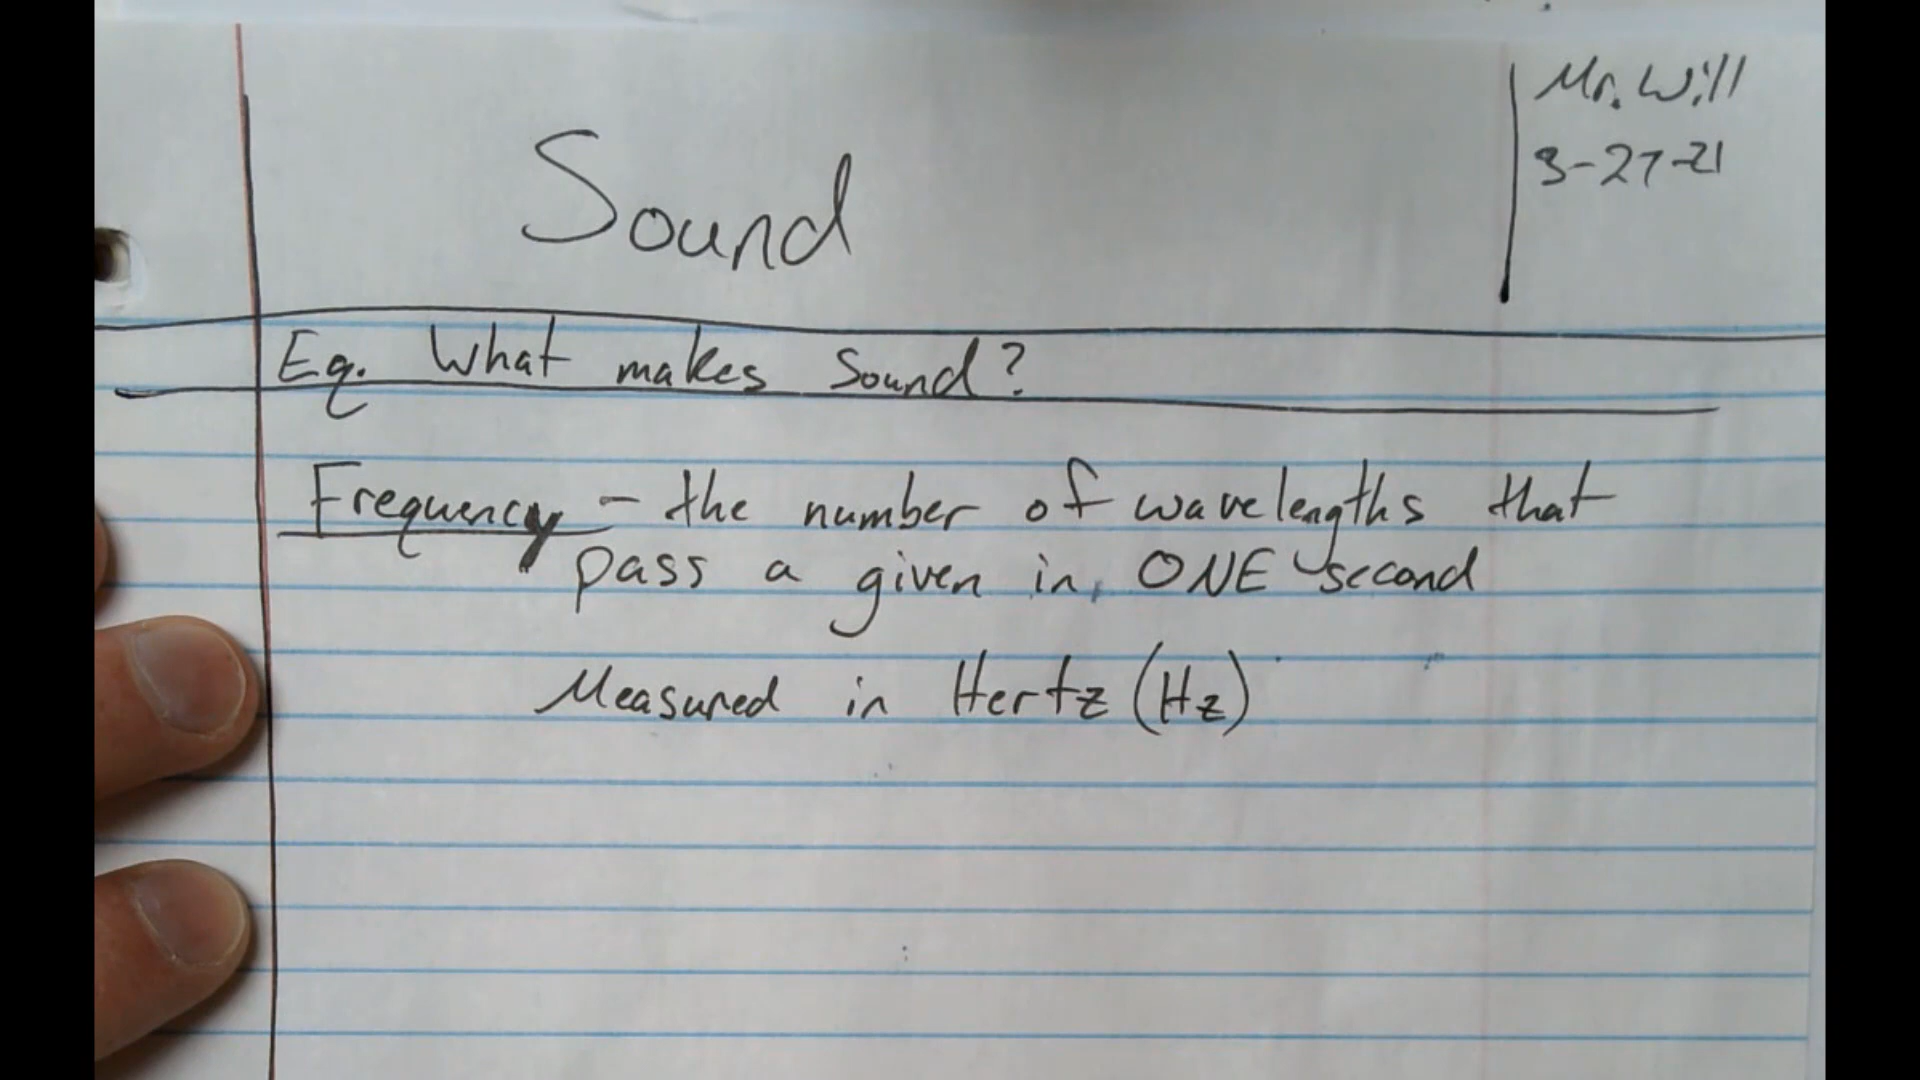 Mr. Will
3-27-21
Sound
Eq. What makes Sound?
Frequency - the number of wavelengths that
pass a given in ONE second
Measured in Hertz (Hz)